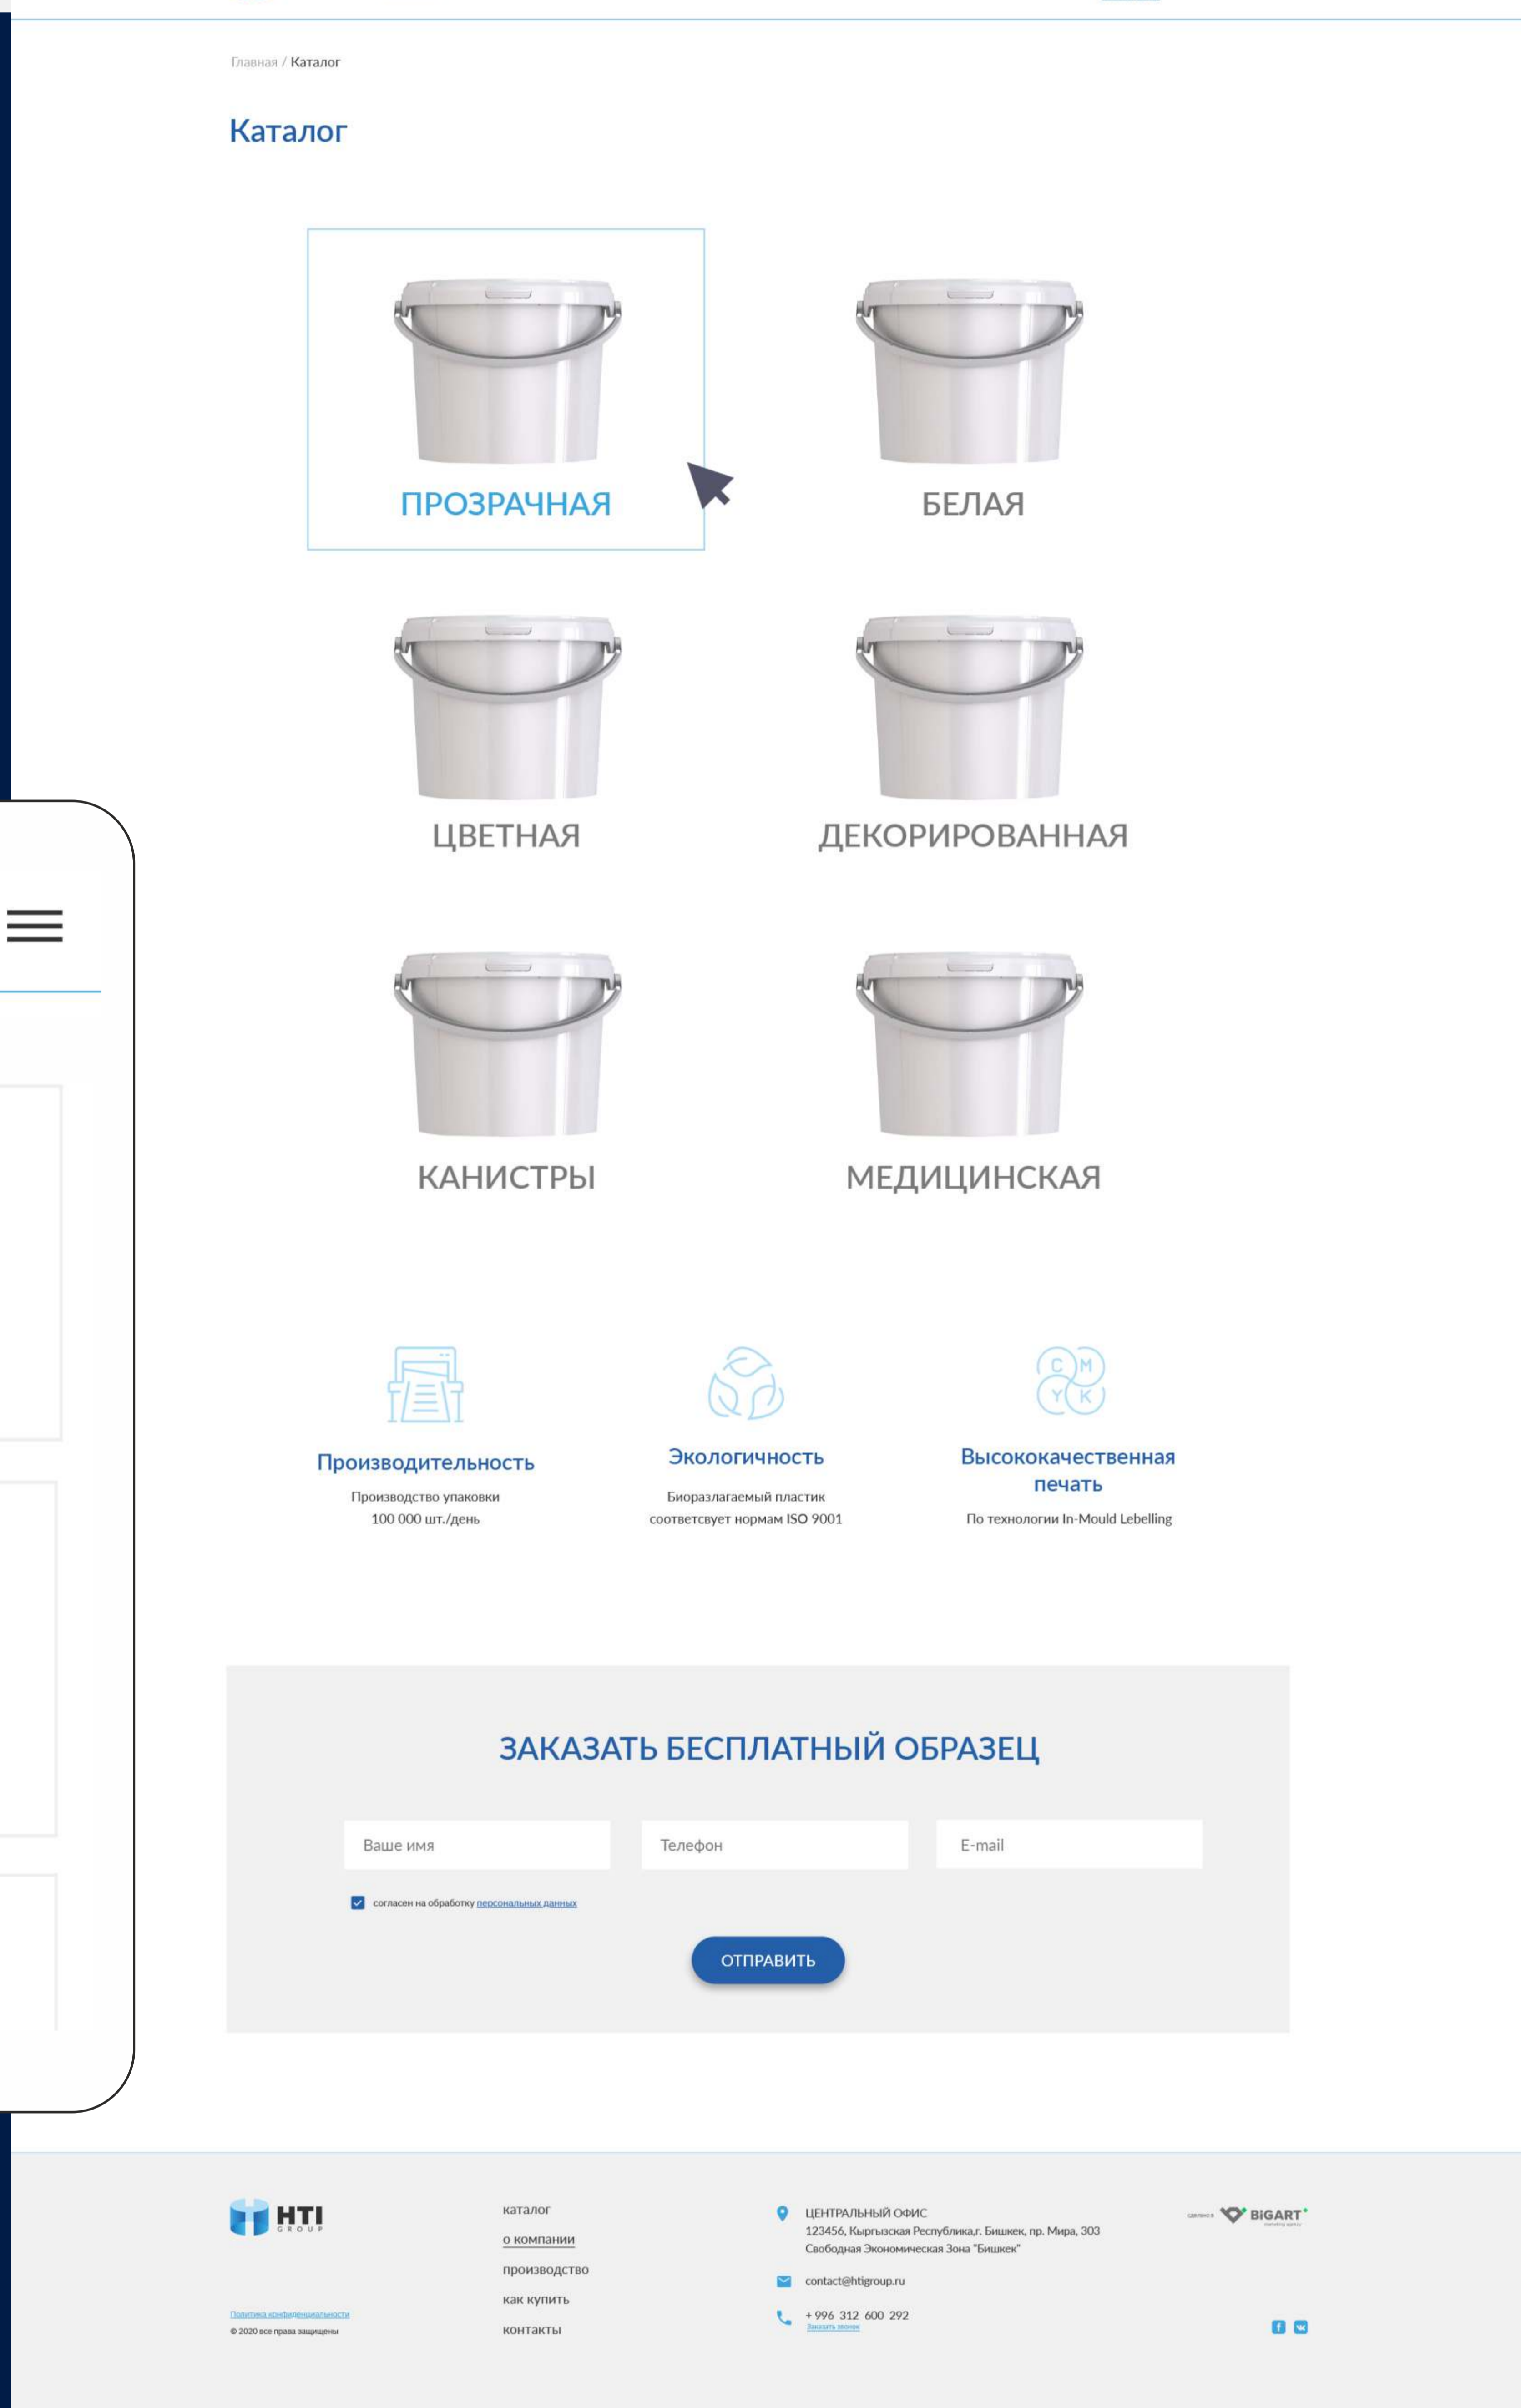 Главная / Каталог
Каталог
ПРОЗРАЧНАЯ
БЕЛАЯ
ЦВЕТНАЯ
ДЕКОРИРОВАННАЯ
КАНИСТРЫ
МЕДИЦИНСКАЯ
C M
Y K
Производительность
Производство упаковки
100 000 шт./день
Экологичность
Биоразлагаемый пластик
соответсвует нормам ISO 9001
Высококачественная
печать
По технологии In-Mould Lebelling
ЗАКАЗАТЬ БЕСПЛАТНЫЙ ОБРАЗЕЦ
Ваше имя
Телефон
E-mail
согласен на обработку персональных данных
ОТПРАВИТЬ
HTI
GROUP
Политика конфиденциальности
© 2020 все права защищены
каталог
о компании
производство
как купить
контакты
ЦЕНТРАЛЬНЫЙ ОФИС
123456, Кыргызская Республика,г. Бишкек, пр. Мира, 303
Свободная Экономическая Зона "Бишкек"
contact@htigroup.ru
+ 996 312 600 292
Заказать звонок
сделано в
BIGART
marketing agency